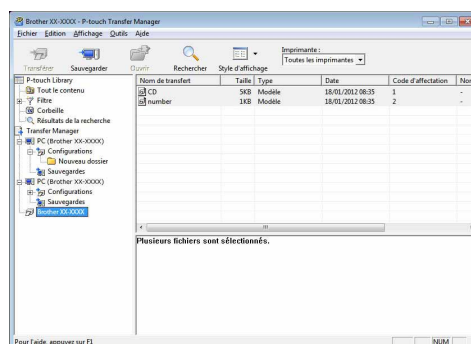 Brother XX-XXXX - P-touch Transfer Manager
Fichier Edition Affichage Outils Aide
Transférer Sauvegarder Ouvrir Rechercher Style d'affichage
Imprimante :
Toutes les imprimantes
P-touch Library
Tout le contenu
Filtre
Corbeille
Résultats de la recherche
Transfer Manager
PC (Brother XX-XXXX)
Configurations
Nouveau dossier
Sauvegardes
PC (Brother XX-XXXX)
Configurations
Sauvegardes
Brother XX-XXXX
Nom de transfert Taille Type Date Code d'affectation
CD 5KB Modèle 18/01/2012 08:35 1 -
number 1KB Modèle 18/01/2012 08:35 2 -
Plusieurs fichiers sont sélectionnés.
Pour l'aide, appuyez sur F1
NUM